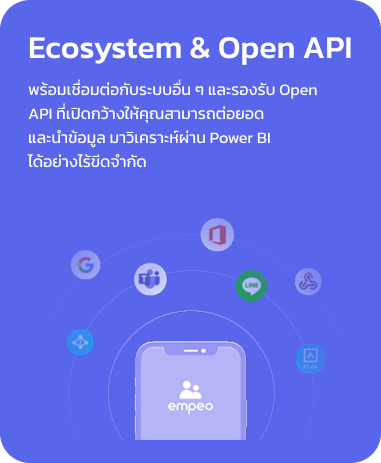 Ecosystem & Open API
พร้อมเชื่อมต่อกับระบบอื่น ๆ และรองรับ Open
API ที่เปิดกว้างให้คุณสามารถต่อยอด
และนำข้อมูล มาวิเคราะห์ผ่าน Power BI
ได้อย่างไร้ขีดจำกัด
LINE
empeo